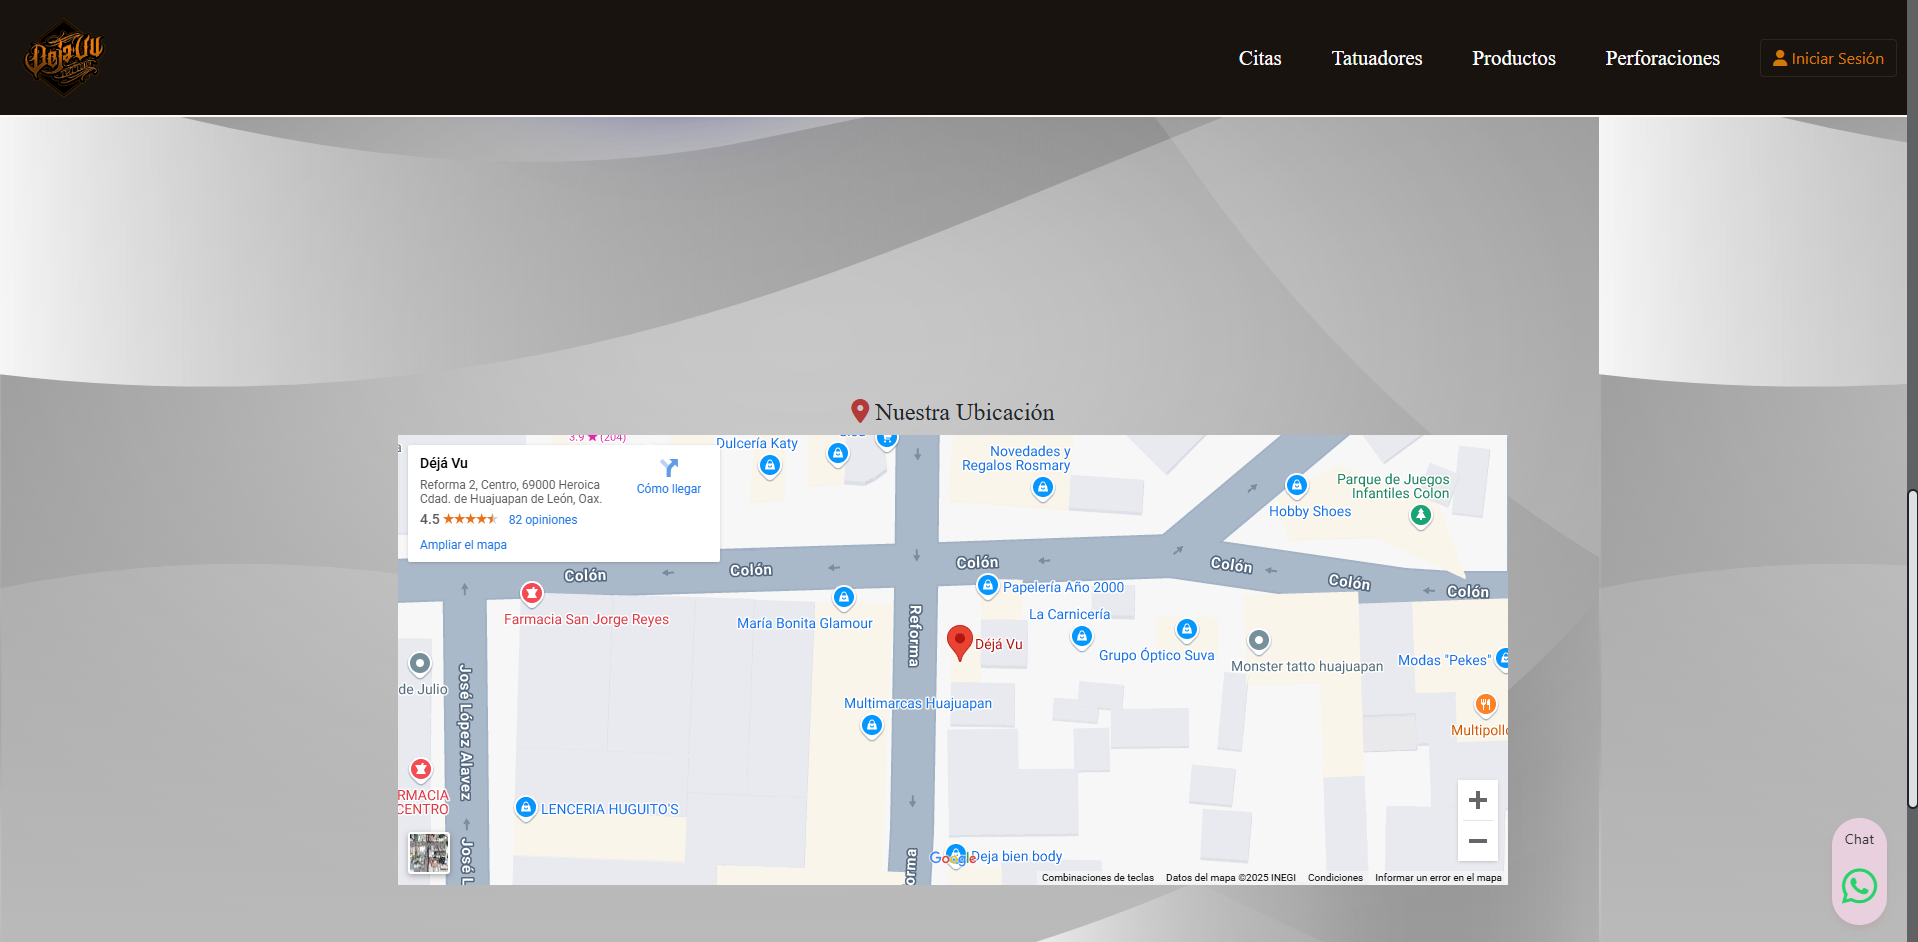 Deja Vu
Citas
Tatuadores
Productos
Perforaciones
Iniciar Sesión
Nuestra Ubicación
Déjá Vu
Reforma 2, Centro, 69000 Heroica
Cdad. de Huajuapan de León, Oax.
4.5
82 opiniones
Ampliar el mapa
Cómo llegar
3.9 ★ (204)
Dulcería Katy
Novedades y
Regalos Rosmary
Hobby Shoes
Parque de Juegos
Infantiles Colon
Colón
Colón
Colón
Colón
Colón
Colón
Farmacia San Jorge Reyes
María Bonita Glamour
Reforma
Papelería Año 2000
La Carnicería
Déjá Vu
Grupo Óptico Suva
Monster tatto huajuapan
Modas "Pekes"
de Julio
José López Alavez
Multimarcas Huajuapan
Multipoll
RMACIA
CENTRO
LENCERIA HUGUITO'S
José L
orma
Google
Deja bien body
Combinaciones de teclas
Datos del mapa ©2025 INEGI
Condiciones
Informar un error en el mapa
Chat